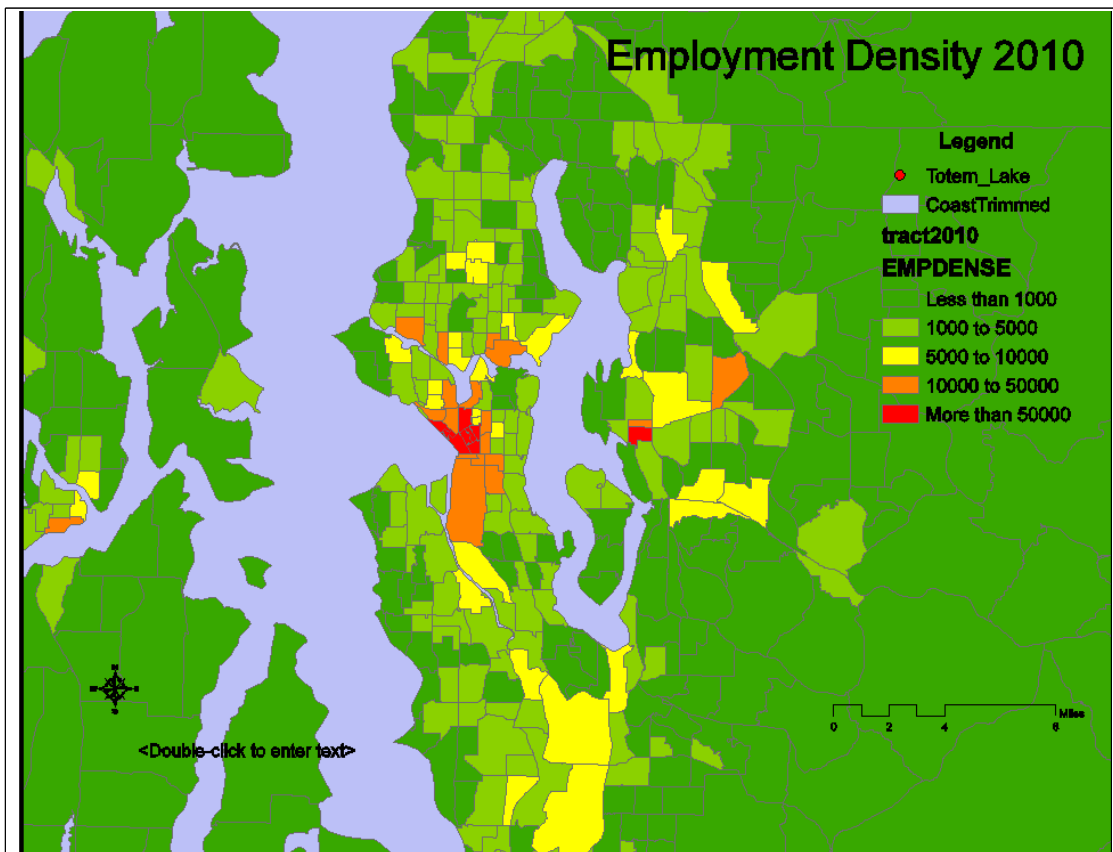 Employment Density 2010
Legend
Totem_Lake
CoastTrimmed
tract2010
EMPDENSE
Less than 1000
1000 to 5000
5000 to 10000
10000 to 50000
More than 50000
N
W E
S
Miles
0 1 2 4 6
<Double-click to enter text>